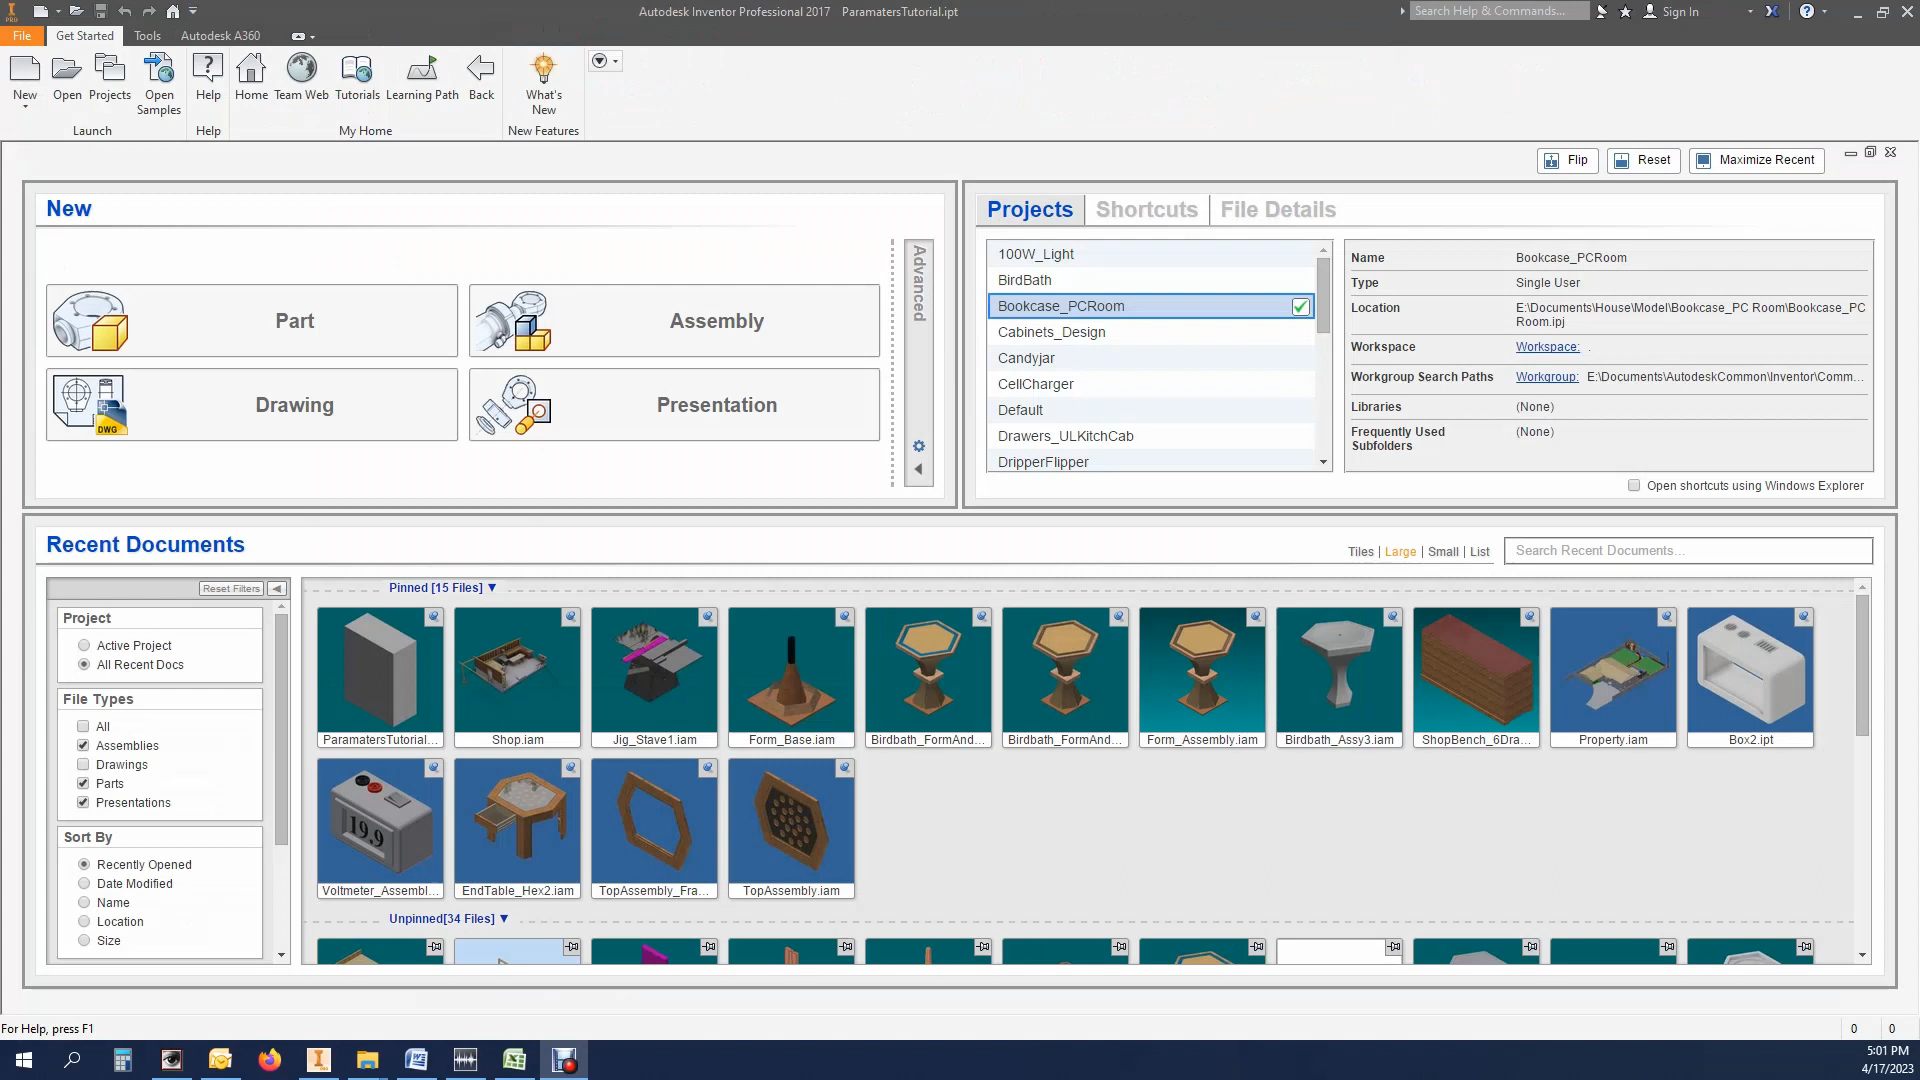 Autodesk Inventor Professional 2017 ParamatersTutorial.ipt
Search Help & Commands...
Sign In
File
Get Started
Tools
Autodesk A360
New
Open
Projects
Open Samples
Help
Home
Team Web
Tutorials
Learning Path
Back
What's New
Launch
Help
My Home
New Features
Flip
Reset
Maximize Recent
New
Part
Assembly
Drawing
Presentation
DWG
Advanced
Projects
Shortcuts
File Details
100W_Light
BirdBath
Bookcase_PCRoom
Cabinets_Design
Candyjar
CellCharger
Default
Drawers_ULKitchCab
DripperFlipper
Name Bookcase_PCRoom
Type Single User
Location E:\Documents\House\Model\Bookcase_PC Room\Bookcase_PC
Room.ipj
Workspace Workspace: .
Workgroup Search Paths Workgroup: E:\Documents\AutodeskCommon\Inventor\Comm...
Libraries (None)
Frequently Used (None)
Subfolders
Open shortcuts using Windows Explorer
Recent Documents
Tiles | Large | Small | List
Search Recent Documents...
Reset Filters
Project
Active Project
All Recent Docs
File Types
All
Assemblies
Drawings
Parts
Presentations
Sort By
Recently Opened
Date Modified
Name
Location
Size
Pinned [15 Files]
ParamatersTutorial...
Shop.iam
Jig_Stave1.iam
Form_Base.iam
Birdbath_FormAnd...
Birdbath_FormAnd...
Form_Assembly.iam
Birdbath_Assy3.iam
ShopBench_6Dra...
Property.iam
Box2.ipt
19.9
Voltmeter_Assembl...
EndTable_Hex2.iam
TopAssembly_Fra...
TopAssembly.iam
Unpinned[34 Files]
For Help, press F1
0 0
5:01 PM
4/17/2023